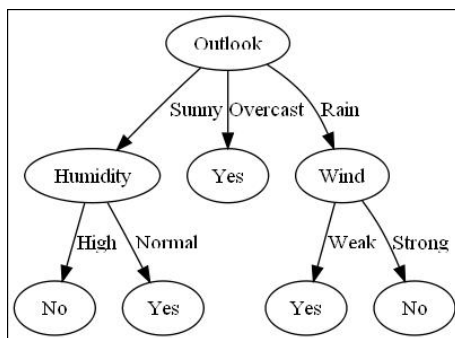 Outlook
Sunny Overcast Rain
Humidity Yes Wind
High Normal Weak Strong
No Yes Yes No